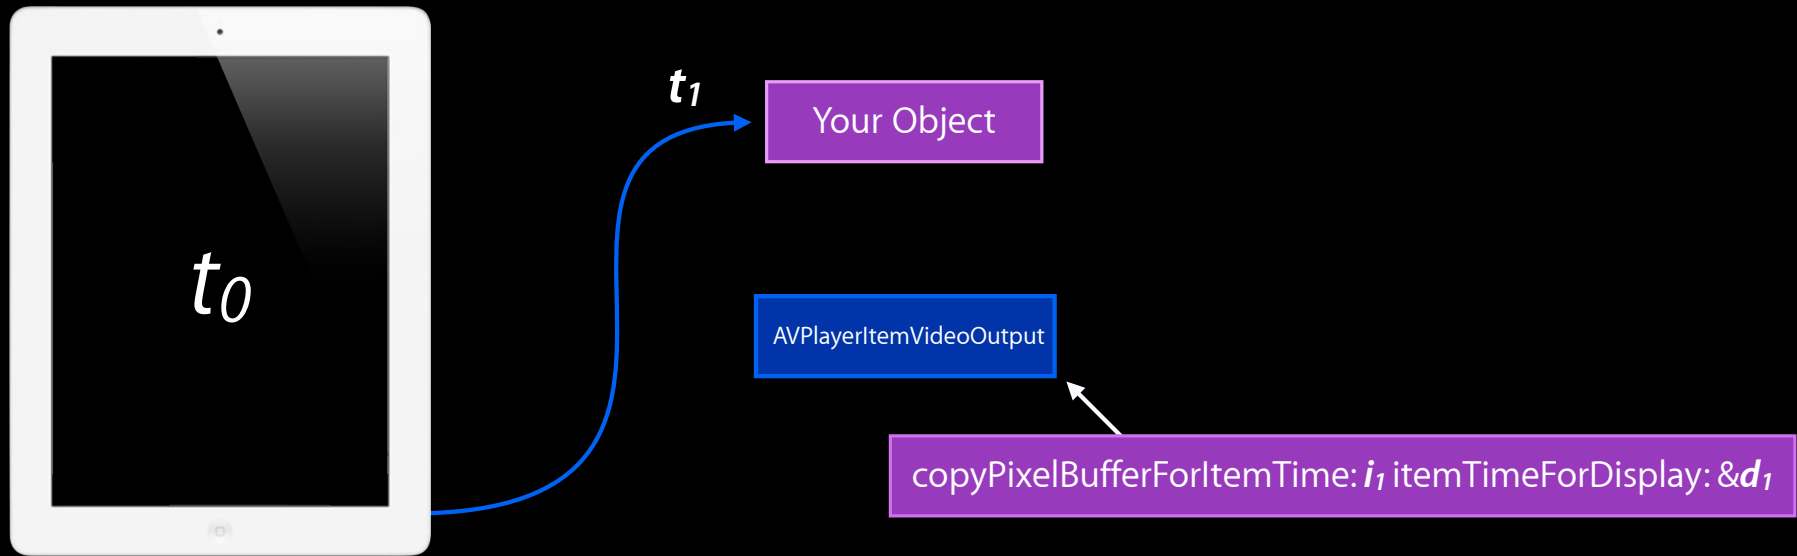 t1
Your Object
t0
AVPlayerItemVideoOutput
copyPixelBufferForItemTime: i1 itemTimeForDisplay: &d1